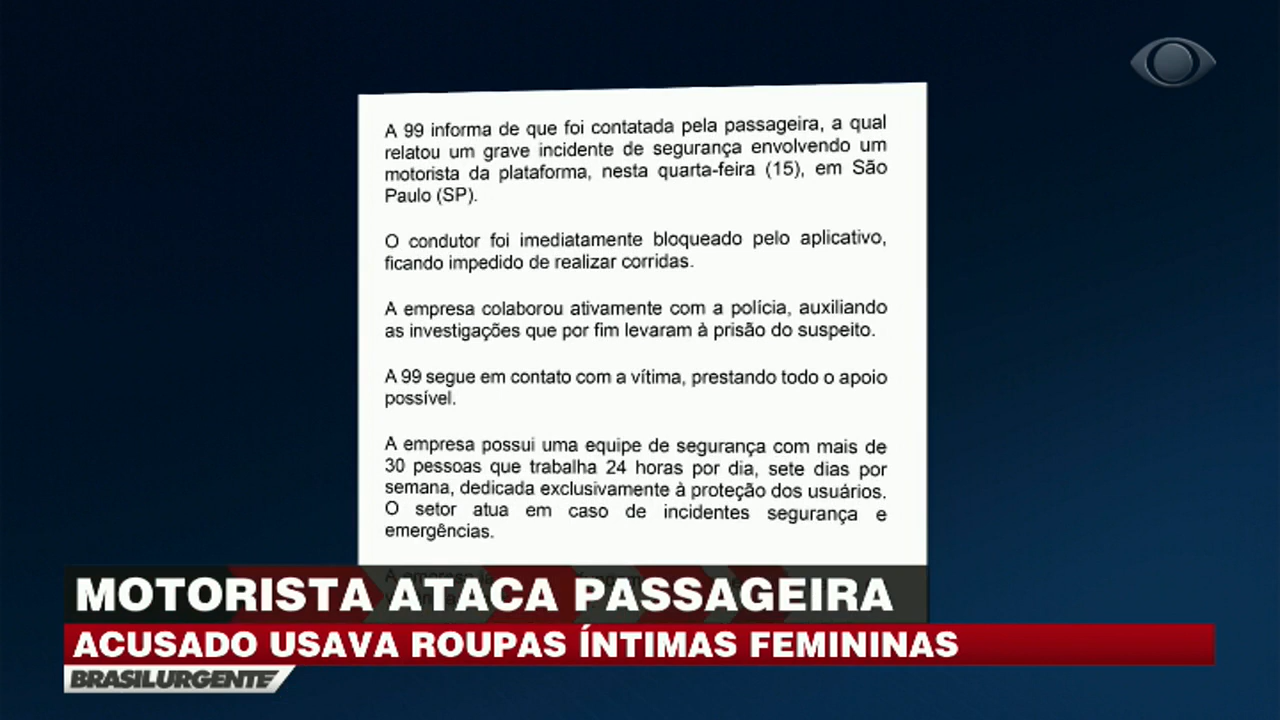 A 99 informa de que foi contatada pela passageira, a qual
relatou um grave incidente de segurança envolvendo um
motorista da plataforma, nesta quarta-feira (15), em São
Paulo (SP).
O condutor foi imediatamente bloqueado pelo aplicativo,
ficando impedido de realizar corridas.
A empresa colaborou ativamente com a polícia, auxiliando
as investigações que por fim levaram à prisão do suspeito.
A 99 segue em contato com a vítima, prestando todo o apoio
possível.
A empresa possui uma equipe de segurança com mais de
30 pessoas que trabalha 24 horas por dia, sete dias por
semana, dedicada exclusivamente à proteção dos usuários.
O setor atua em caso de incidentes segurança e
emergências.
MOTORISTA ATACA PASSAGEIRA
ACUSADO USAVA ROUPAS ÍNTIMAS FEMININAS
BRASILURGENTE